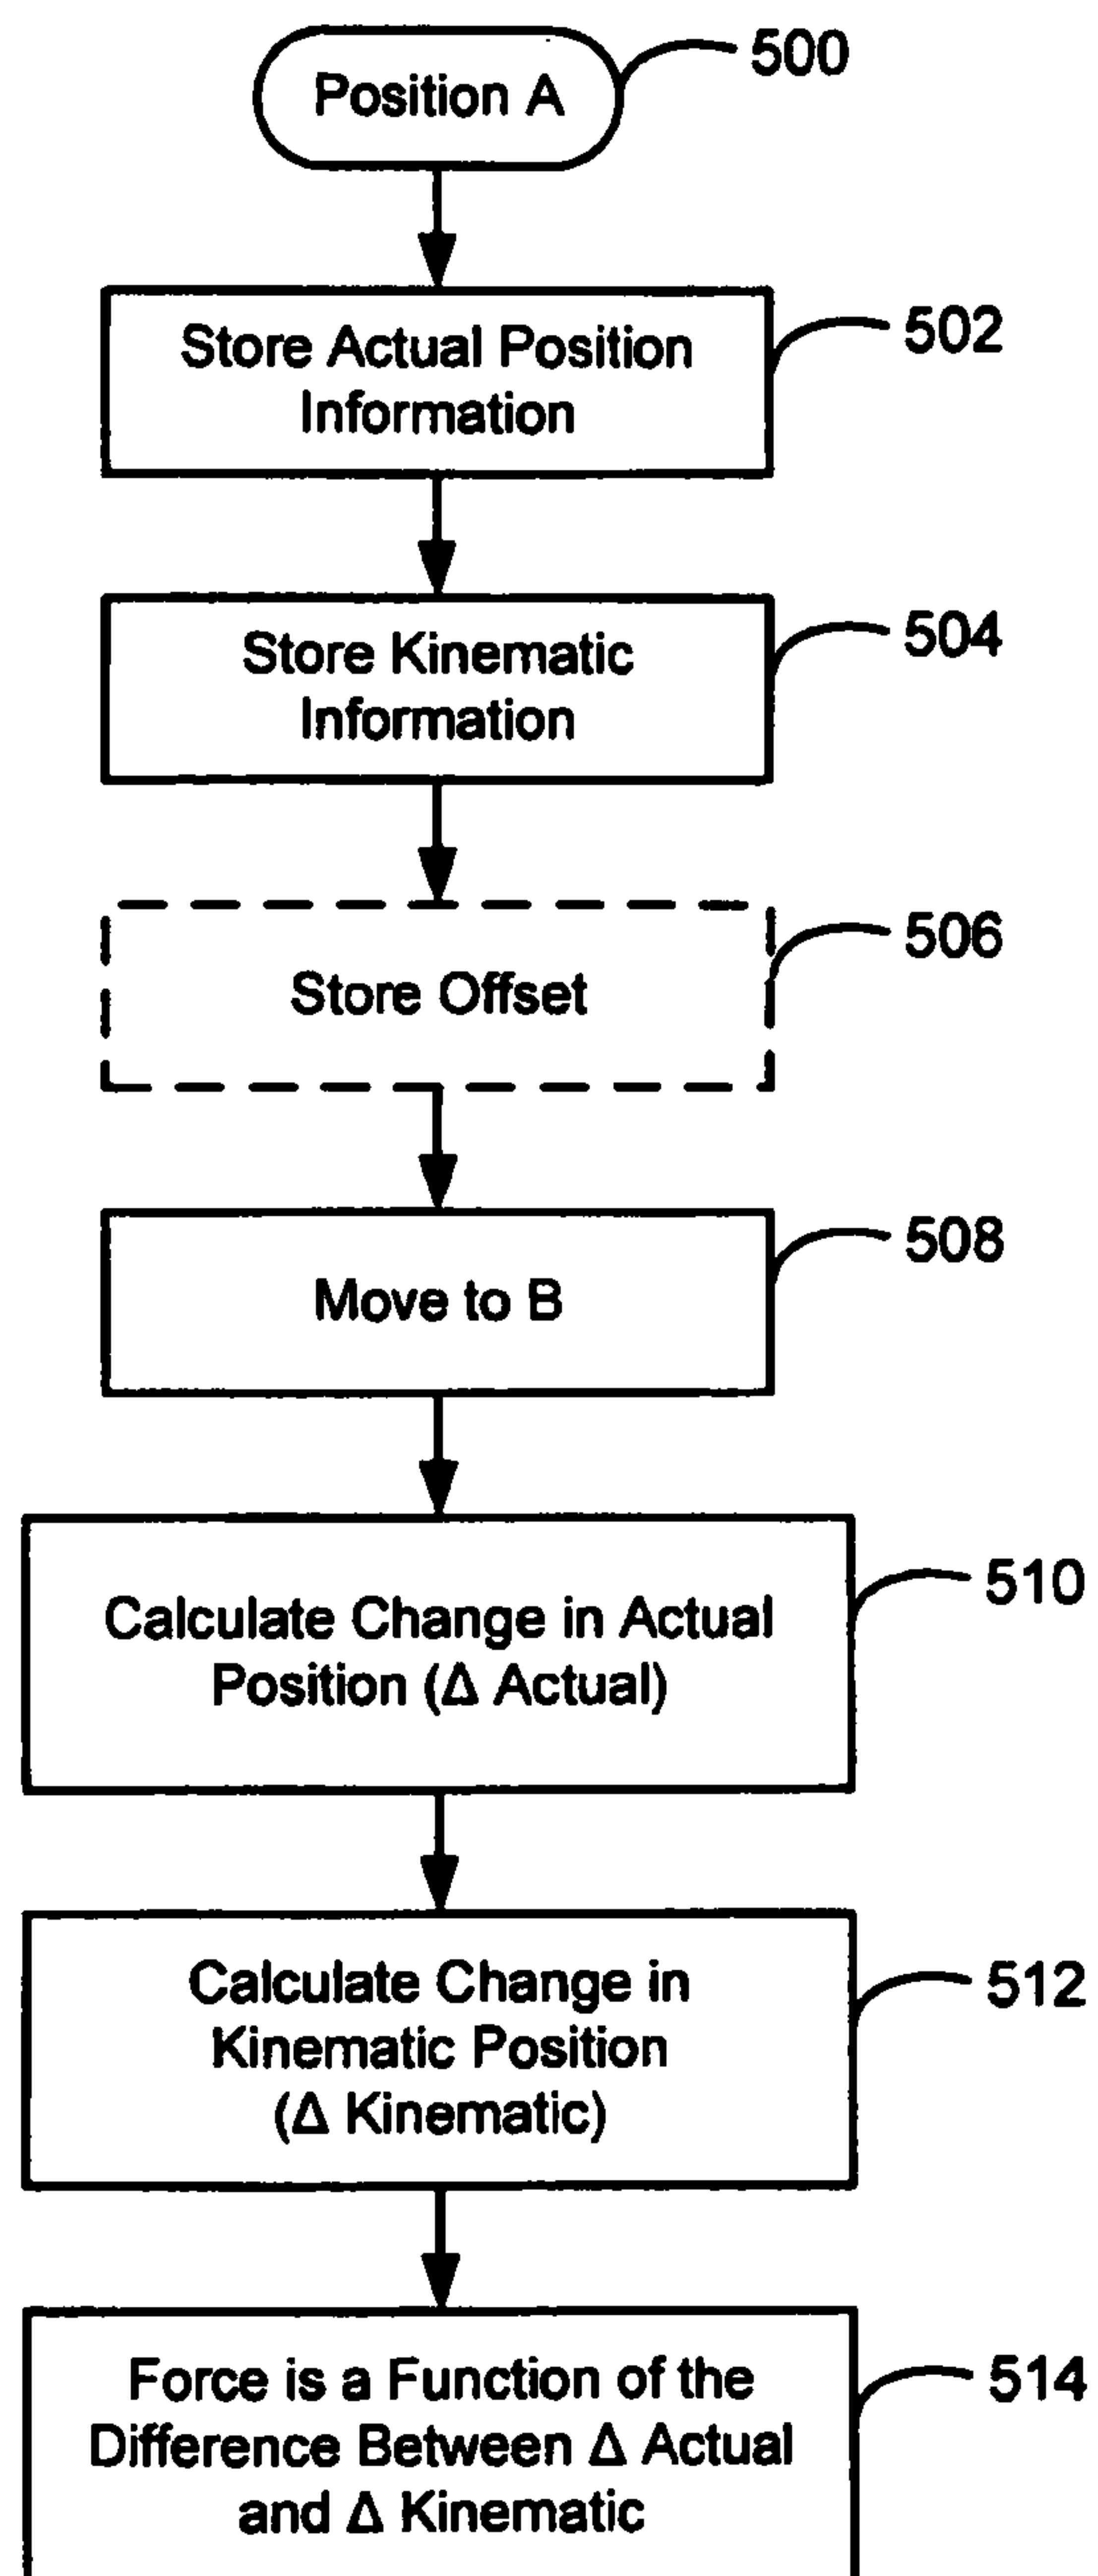 Position A
500
Store Actual Position
Information
502
Store Kinematic
Information
504
Store Offset
506
Move to B
508
Calculate Change in Actual
Position (Δ Actual)
510
Calculate Change in
Kinematic Position
(Δ Kinematic)
512
Force is a Function of the
Difference Between Δ Actual
and Δ Kinematic
514